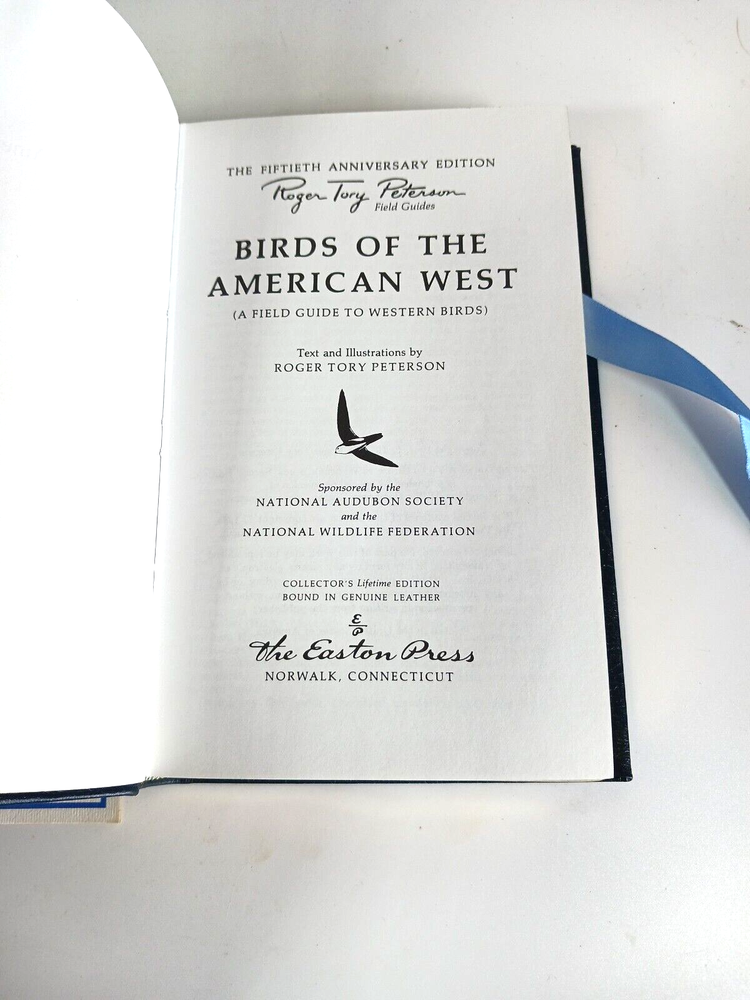 THE FIFTIETH ANNIVERSARY EDITION
Roger Tory Peterson
Field Guides
BIRDS OF THE
AMERICAN WEST
(A FIELD GUIDE TO WESTERN BIRDS)
Text and Illustrations by
ROGER TORY PETERSON
Sponsored by the
NATIONAL AUDUBON SOCIETY
and the
NATIONAL WILDLIFE FEDERATION
COLLECTOR'S Lifetime EDITION
BOUND IN GENUINE LEATHER
E
P
The Easton Press
NORWALK, CONNECTICUT